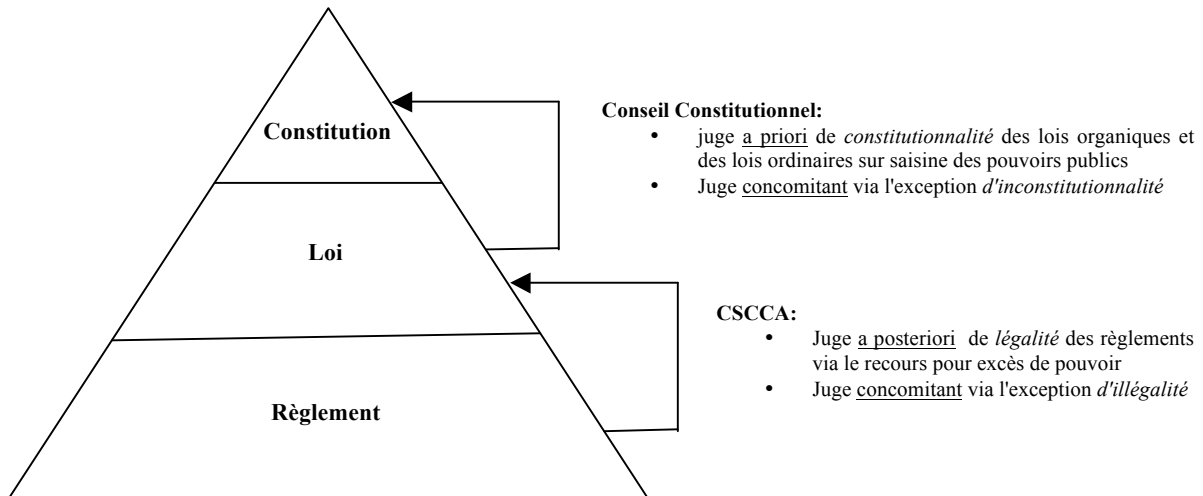 Constitution
Loi
Règlement
Conseil Constitutionnel:
• juge a priori de constitutionnalité des lois organiques et
des lois ordinaires sur saisine des pouvoirs publics
• Juge concomitant via l'exception d'inconstitutionnalité
CSCCA:
• Juge a posteriori de légalité des règlements
via le recours pour excès de pouvoir
• Juge concomitant via l'exception d'illégalité